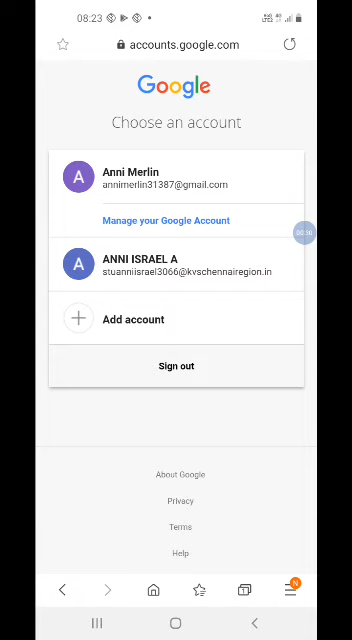 08:23
accounts.google.com
Google
Choose an account
A
Anni Merlin
annimerlin31387@gmail.com
Manage your Google Account
A
ANNI ISRAEL A
stuanniisrael3066@kvschennairegion.in
Add account
Sign out
About Google
Privacy
Terms
Help
1
N